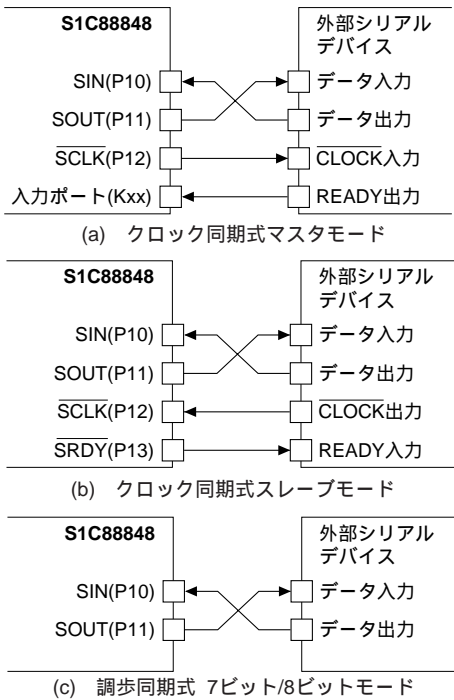 S1C88848 外部シリアル
デバイス
SIN(P10) データ入力
SOUT(P11) データ出力
SCLK(P12) CLOCK入力
入力ポート(Kxx) READY出力
(a) クロック同期式マスタモード
S1C88848 外部シリアル
デバイス
SIN(P10) データ入力
SOUT(P11) データ出力
SCLK(P12) CLOCK出力
SRDY(P13) READY入力
(b) クロック同期式スレーブモード
S1C88848 外部シリアル
デバイス
SIN(P10) データ入力
SOUT(P11) データ出力
(c) 調歩同期式 7ビット/8ビットモード